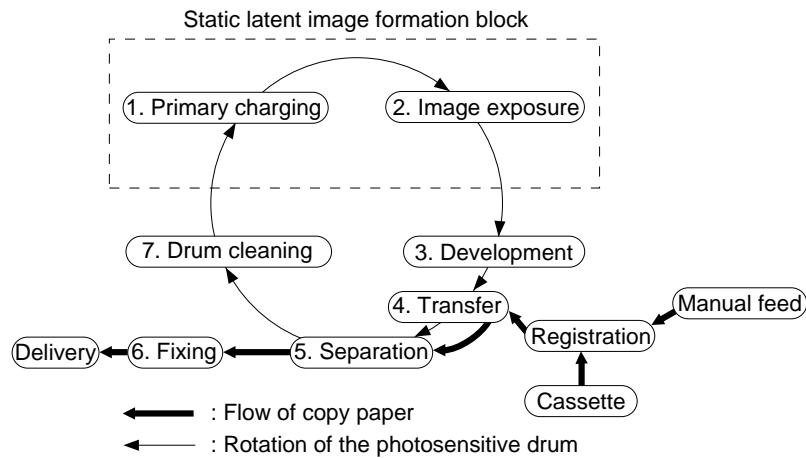 Static latent image formation block
1. Primary charging
2. Image exposure
7. Drum cleaning
3. Development
4. Transfer
Manual feed
Registration
Delivery
6. Fixing
5. Separation
Cassette
: Flow of copy paper
: Rotation of the photosensitive drum